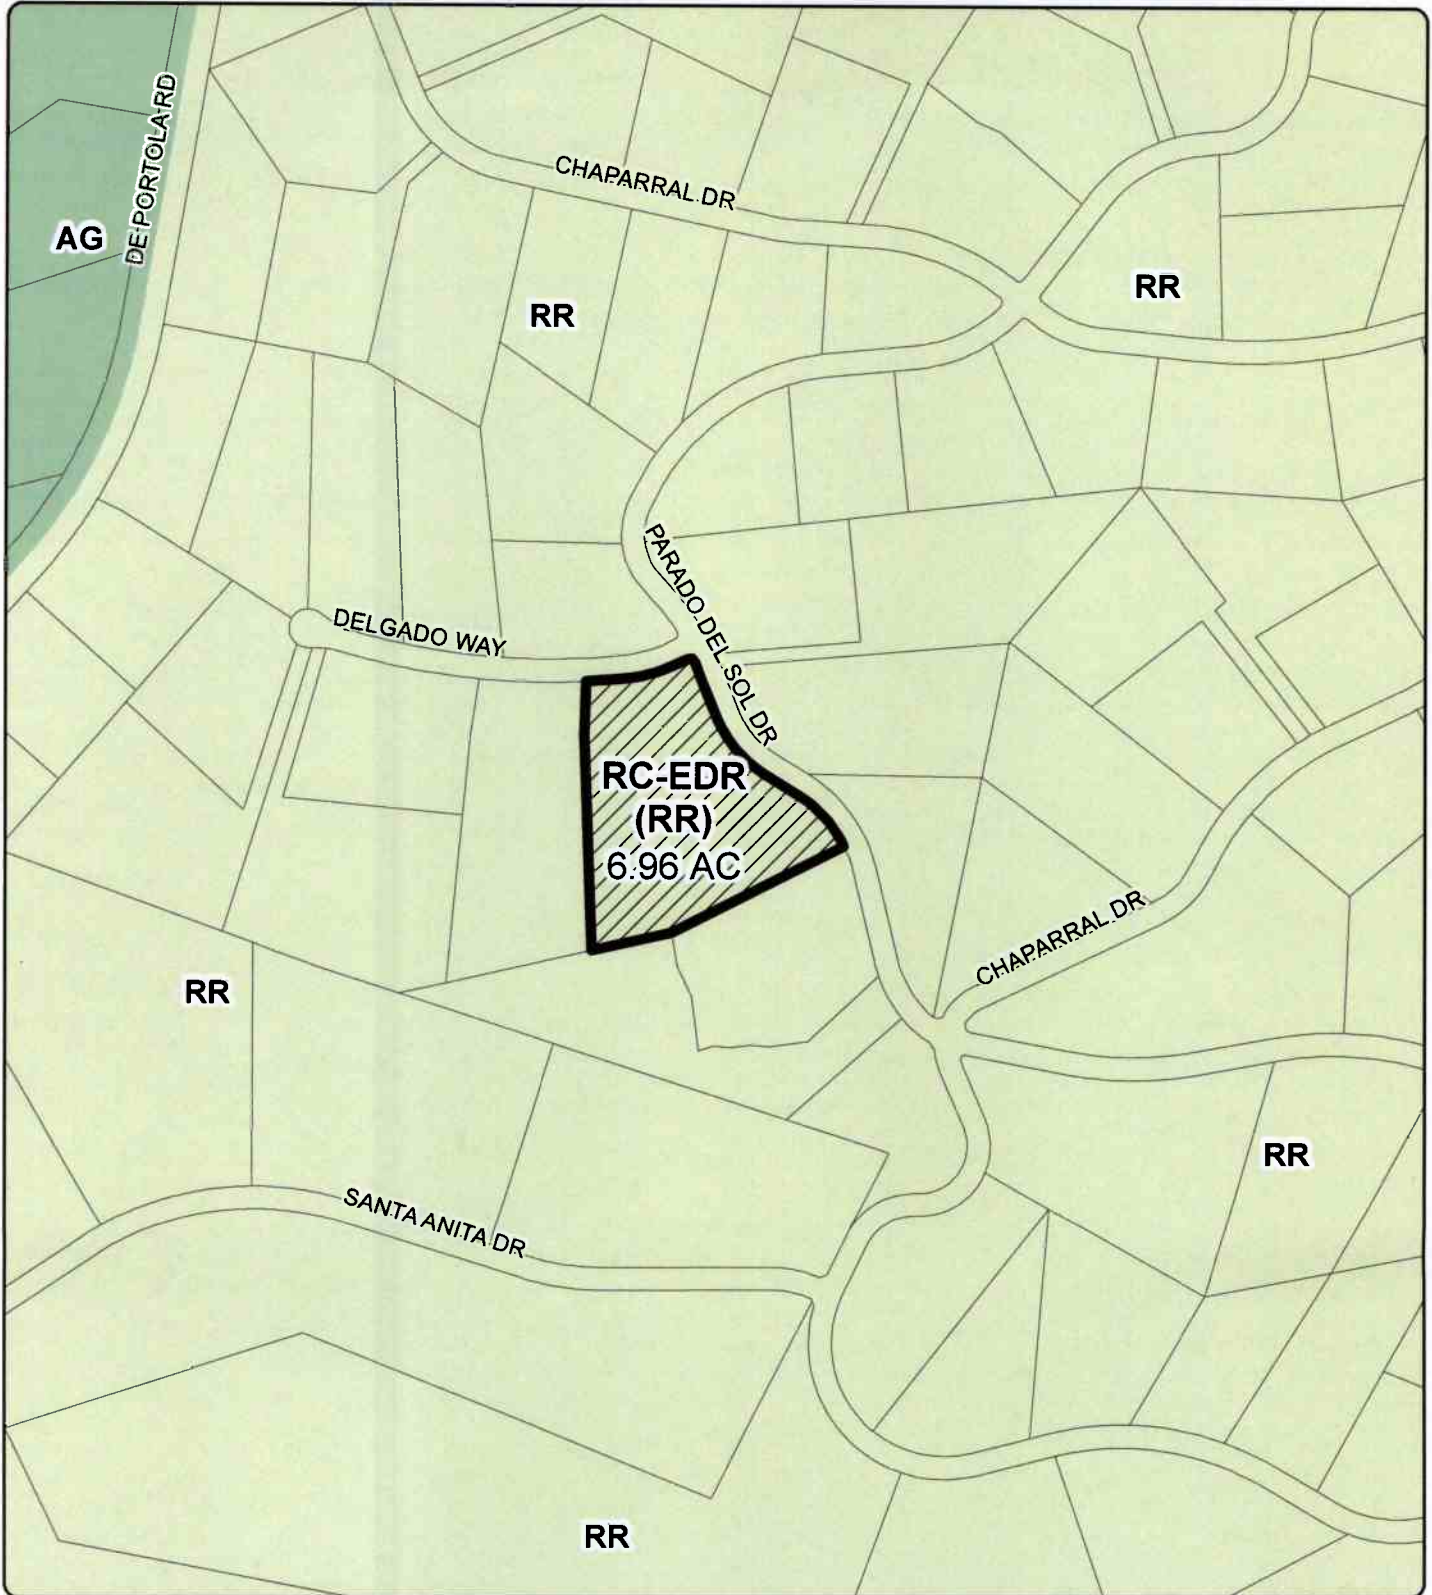 DE PORTOLA RD
CHAPARRAL DR
AG
RR
RR
PARADO DEL SOL DR
DELGADO WAY
RC-EDR
(RR)
6.96 AC
CHAPARRAL DR
RR
RR
SANTA ANITA DR
RR